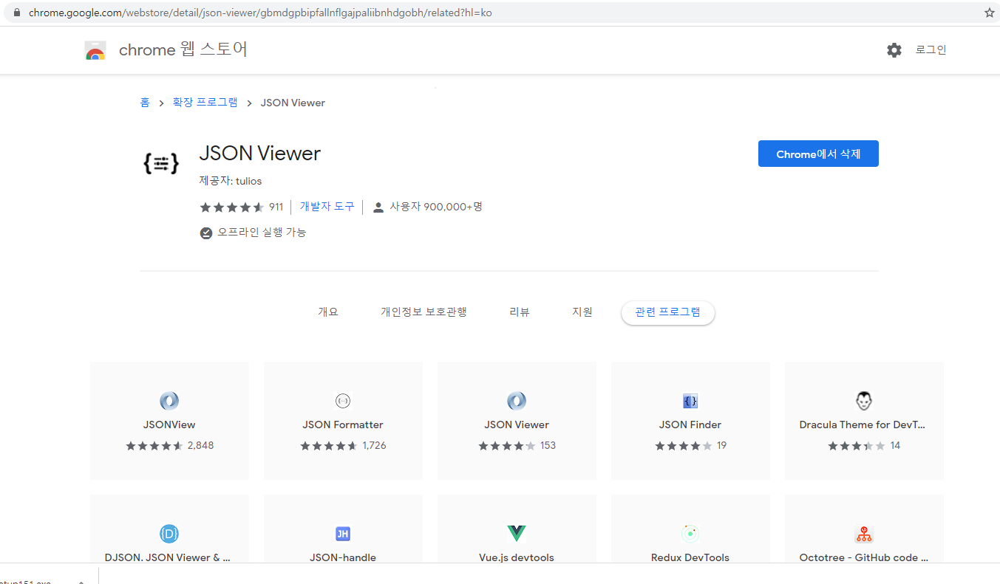 chrome.google.com/webstore/detail/json-viewer/gbmdgpbipfallnflgajpaliibnhdgobh/related?hl=ko
chrome 웹 스토어
로그인
홈 > 확장 프로그램 > JSON Viewer
JSON Viewer
Chrome에서 삭제
제공자: tulios
911 개발자 도구 사용자 900,000+명
오프라인 실행 가능
개요 개인정보 보호관행 리뷰 지원 관련 프로그램
JSONView JSON Formatter JSON Viewer JSON Finder Dracula Theme for DevT...
2,848 1,726 153 19 14
JH
DJSON. JSON Viewer & ... JSON-handle Vue.js devtools Redux DevTools Octotree - GitHub code ...